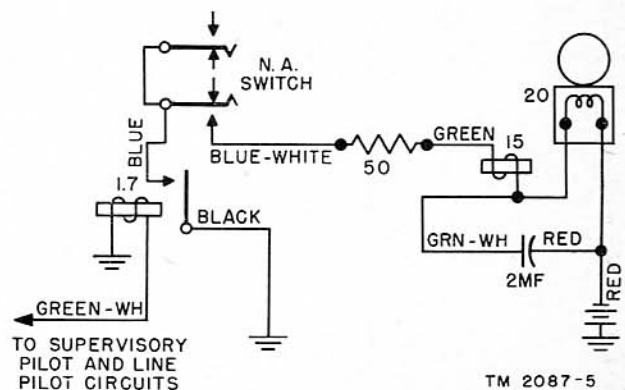 N. A.
SWITCH
20
BLUE
BLUE-WHITE
50
GREEN
15
1.7
BLACK
GRN-WH
RED
2MF
RED
GREEN-WH
TO SUPERVISORY
PILOT AND LINE
PILOT CIRCUITS
TM 2087-5